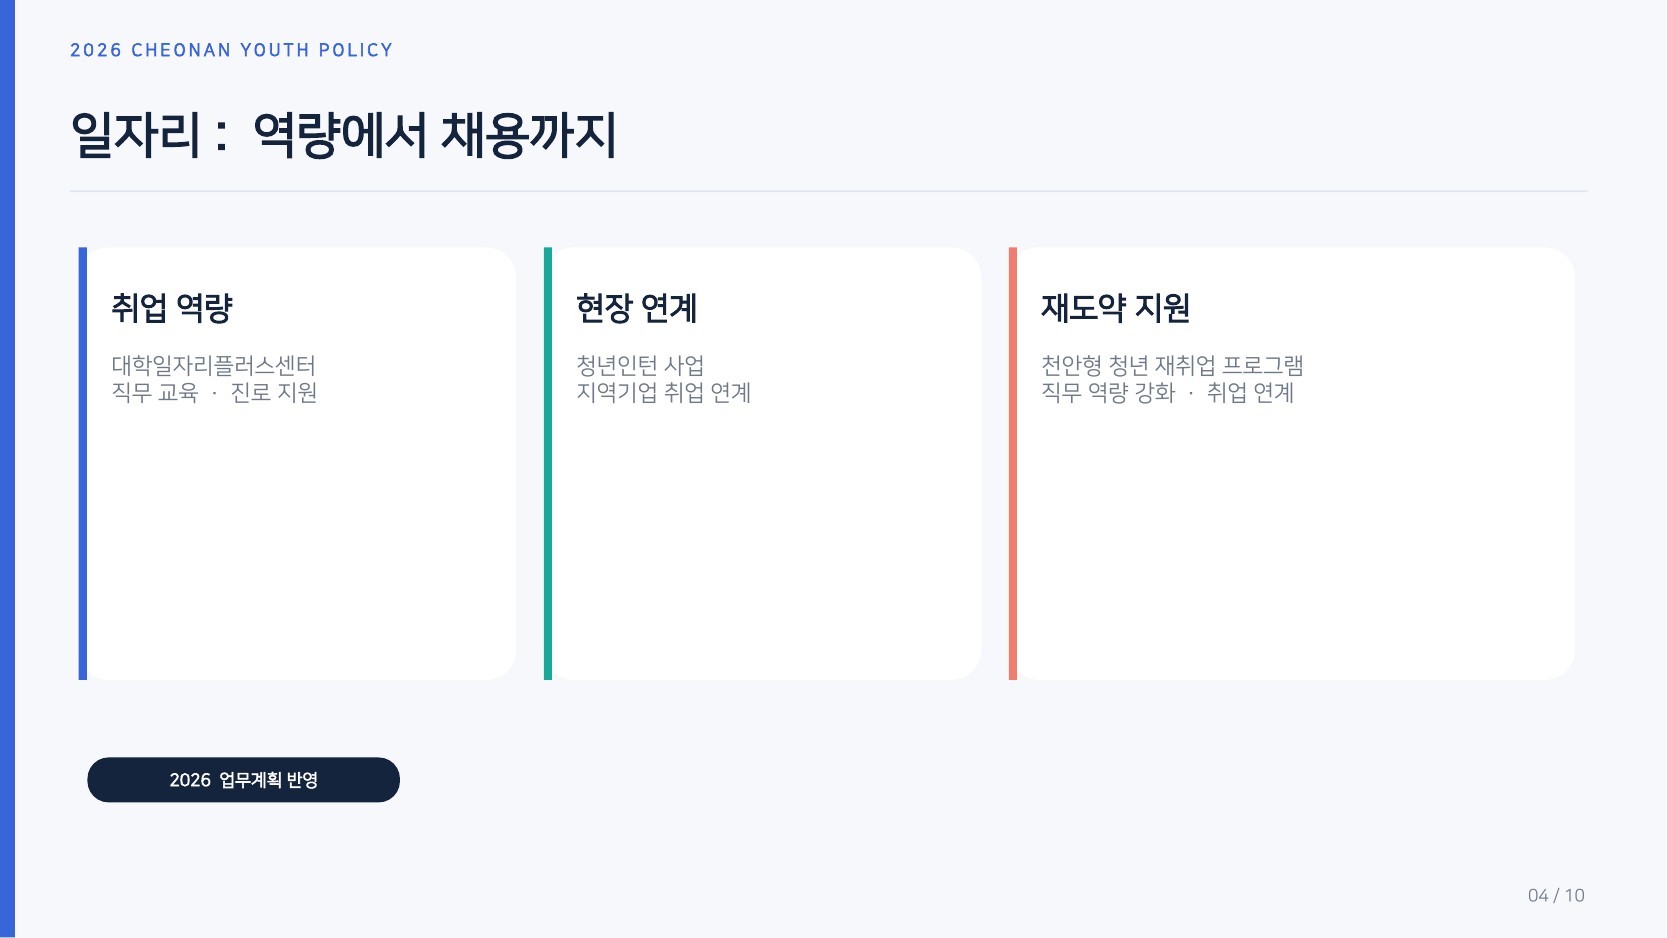 2026 CHEONAN YOUTH POLICY
일자리 : 역량에서 채용까지
취업 역량
대학일자리플러스센터
직무 교육 · 진로 지원
현장 연계
청년인턴 사업
지역기업 취업 연계
재도약 지원
천안형 청년 재취업 프로그램
직무 역량 강화 · 취업 연계
2026 업무계획 반영
04 / 10